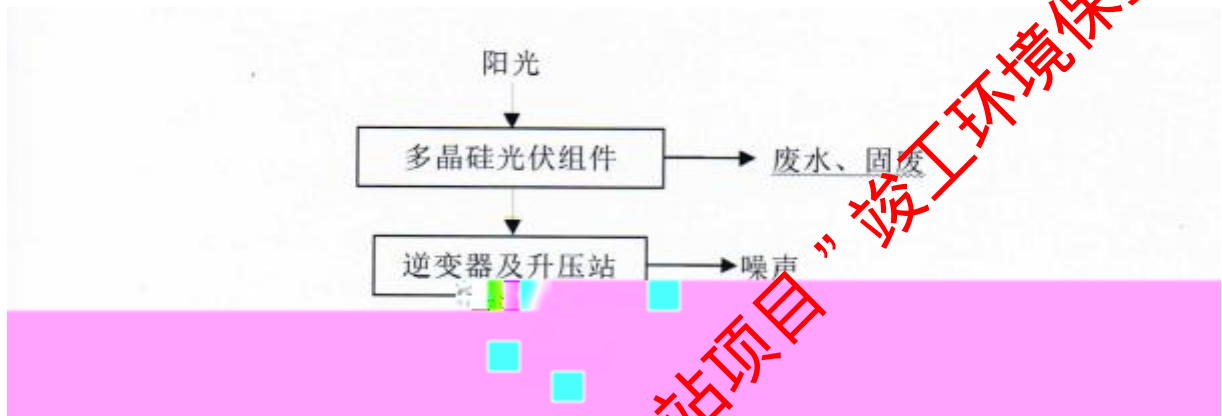 阳光
多晶硅光伏组件
废水、固废
逆变器及升压站
噪声
站项目”竣工环境保